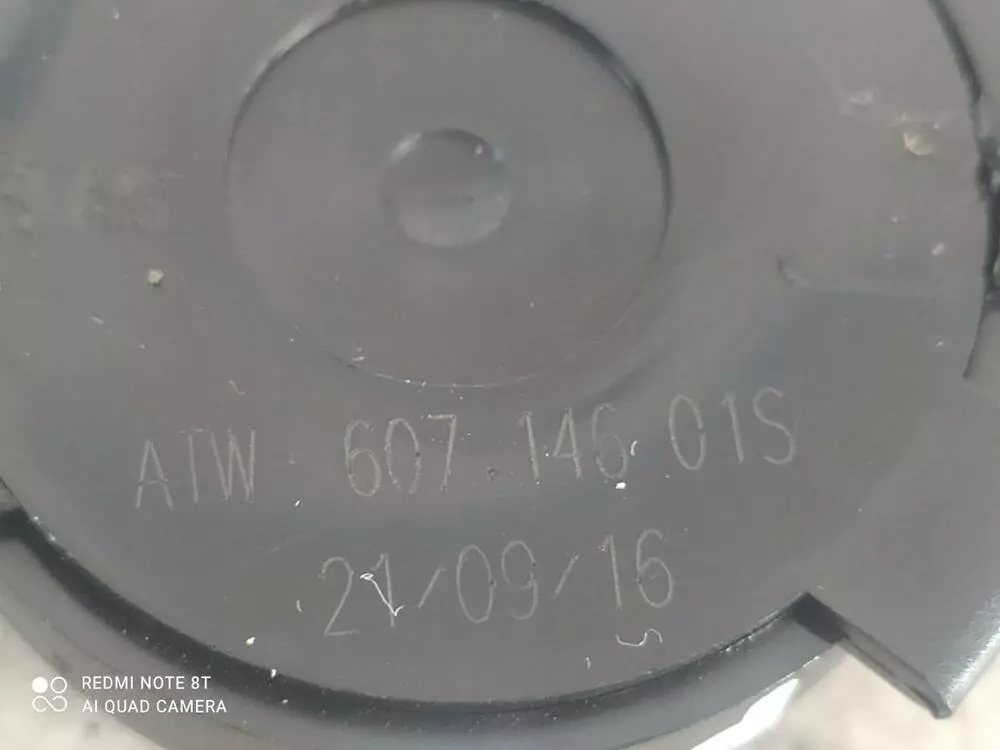 ATW 607.146 01S
21/09/16
REDMI NOTE 8T
AI QUAD CAMERA